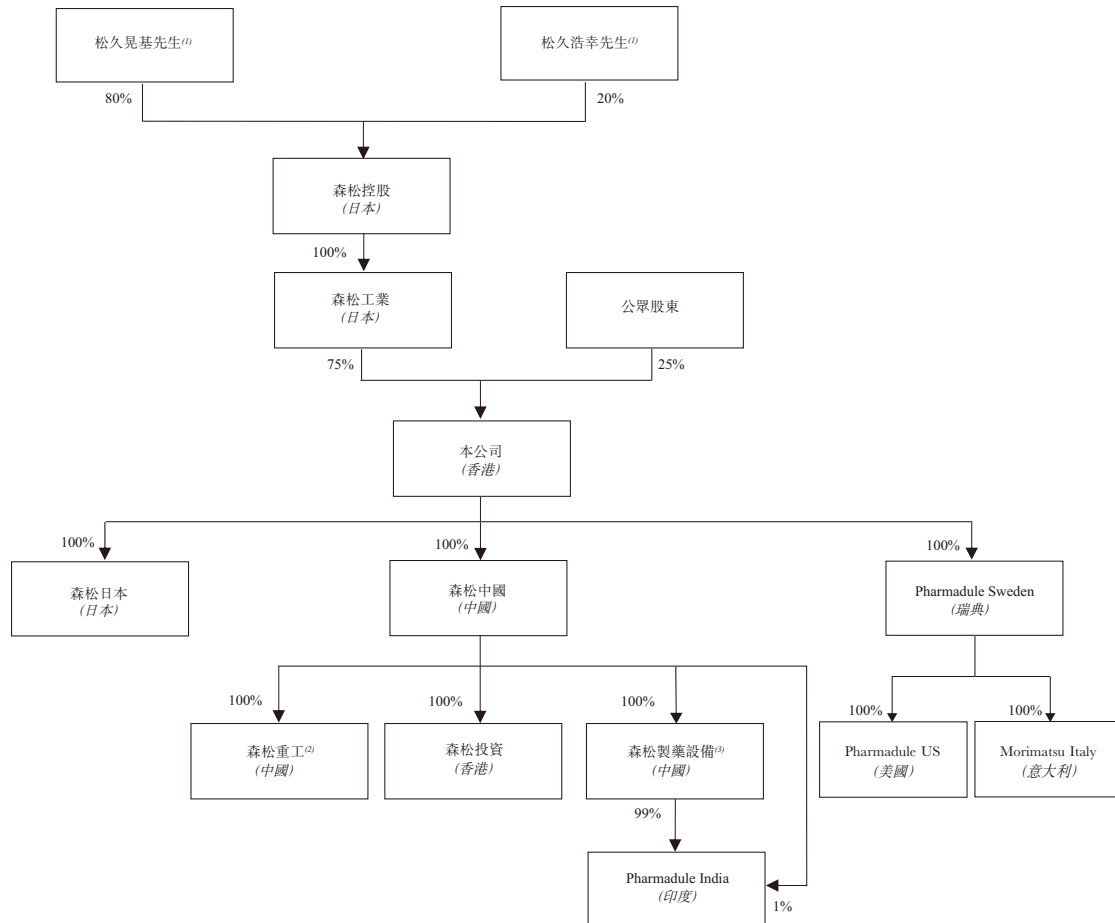 松久晃基先生(1)
松久浩幸先生(1)
80%
20%
森松控股
(日本)
100%
森松工業
(日本)
公眾股東
75%
25%
本公司
(香港)
100%
100%
100%
森松日本
(日本)
森松中國
(中國)
Pharmadule Sweden
(瑞典)
100%
100%
100%
100%
100%
森松重工(2)
(中國)
森松投資
(香港)
森松製藥設備(3)
(中國)
Pharmadule US
(美國)
Morimatsu Italy
(意大利)
99%
Pharmadule India
(印度)
1%